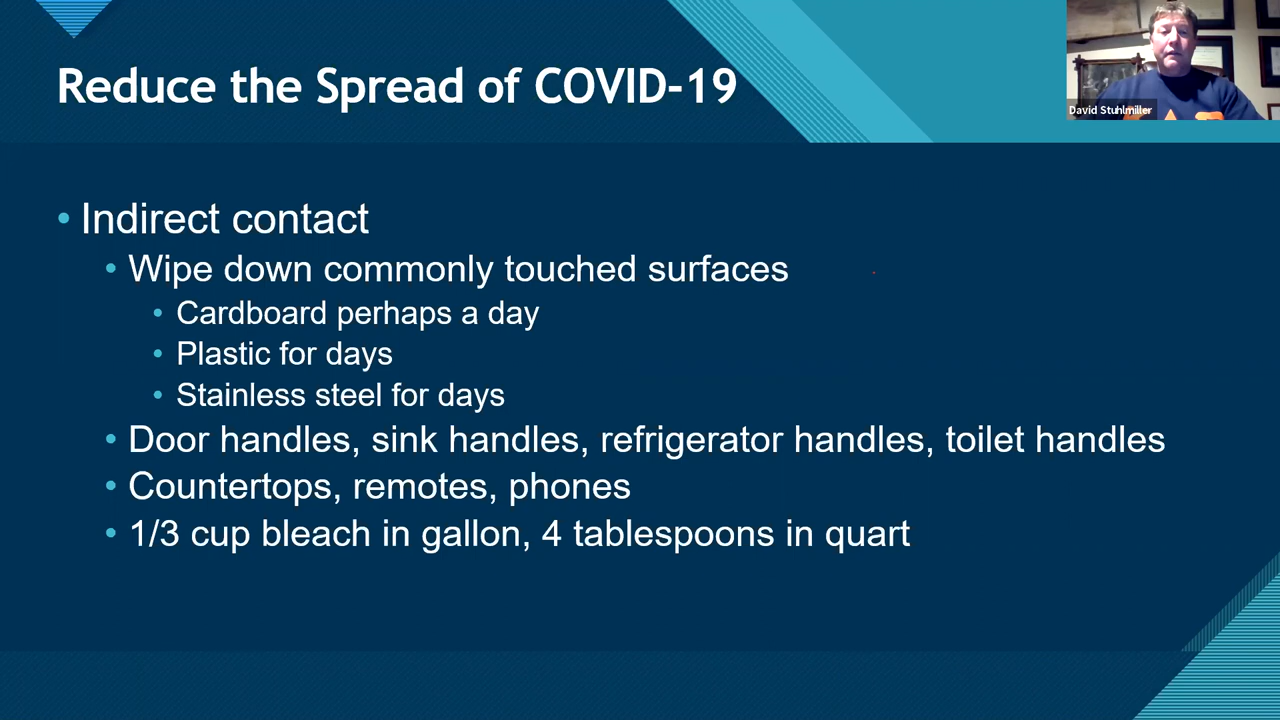 Reduce the Spread of COVID-19
David Stuhlmiller
• Indirect contact
• Wipe down commonly touched surfaces
• Cardboard perhaps a day
• Plastic for days
• Stainless steel for days
• Door handles, sink handles, refrigerator handles, toilet handles
• Countertops, remotes, phones
• 1/3 cup bleach in gallon, 4 tablespoons in quart